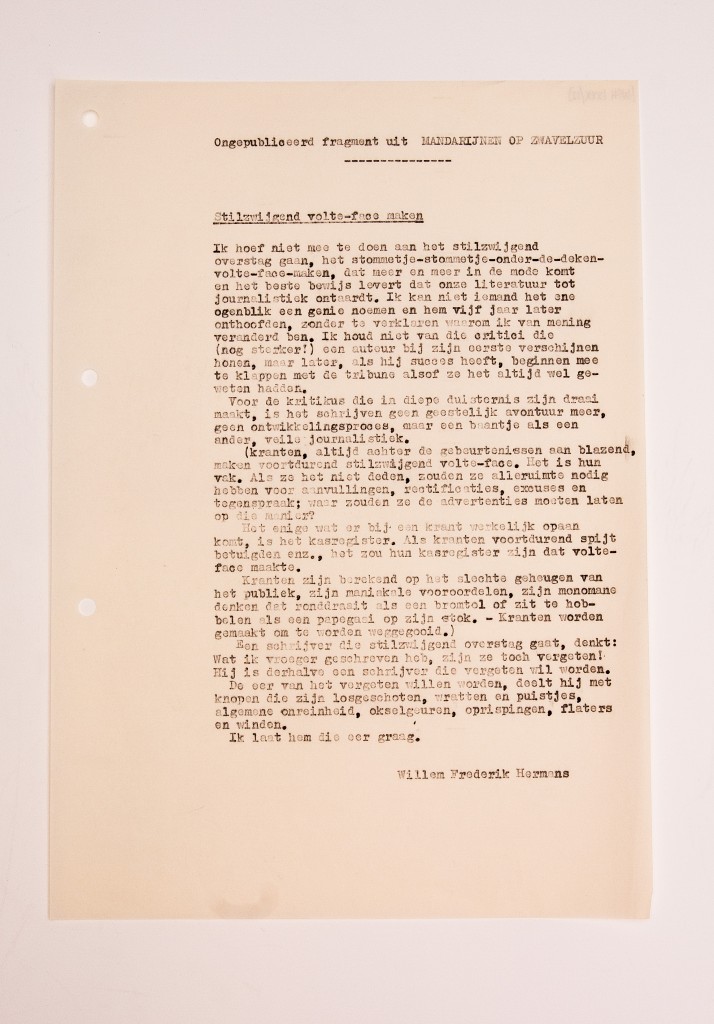 Ongepubliceerd fragment uit MANDARIJNEN OP ZWAVELZUUR
---------------
Stilzwijgend volte-face maken
Ik hoef niet mee te doen aan het stilzwijgend
overstag gaan, het stommetje-stommetje-onder-de-deken-
volte-face-maken, dat meer en meer in de mode komt
en het beste bewijs levert dat onze literatuur tot
journalistiek ontaardt. Ik kan niet iemand het ene
ogenblik een genie noemen en hem vijf jaar later
onthoofden, zonder te verklaren waarom ik van mening
veranderd ben. Ik houd niet van die critici die
(nog sterker!) een auteur bij zijn eerste verschijnen
honen, maar later, als hij succes heeft, beginnen mee
te klappen met de tribune alsof ze het altijd wel ge-
weten hadden.
Voor de kritikus die in diepe duisternis zijn draai
maakt, is het schrijven geen geestelijk avontuur meer,
geen ontwikkelingsproces, maar een baantje als een
ander, veile journalistiek.
(kranten, altijd achter de gebeurtenissen aan blazend,
maken voortdurend stilzwijgend volte-face. Het is hun
vak. Als ze het niet deden, zouden ze alleruimte nodig
hebben voor aanvullingen, rectificaties, excuses en
tegenspraak; waar zouden ze de advertenties moeten laten
op die manier?
Het enige wat er bij een krant werkelijk opaan
komt, is het kasregister. Als kranten voortdurend spijt
betuigden enz., het zou hun kasregister zijn dat volte-
face maakte.
Kranten zijn berekend op het slechte geheugen van
het publiek, zijn maniakale vooroordelen, zijn monomane
denken dat ronddraait als een bromtol of zit te hob-
belen als een papegaai op zijn stok. - Kranten worden
gemaakt om te worden weggegooid.)
Een schrijver die stilzwijgend overstag gaat, denkt:
Wat ik vroeger geschreven heb, zijn ze toch vergeten!
Hij is derhalve een schrijver die vergeten wil worden.
De eer van het vergeten willen worden, deelt hij met
knopen die zijn losgeschoten, wratten en puistjes,
algemene onreinheid, okselgeuren, oprispingen, flaters
en winden.
Ik laat hem die eer graag.
Willem Frederik Hermans